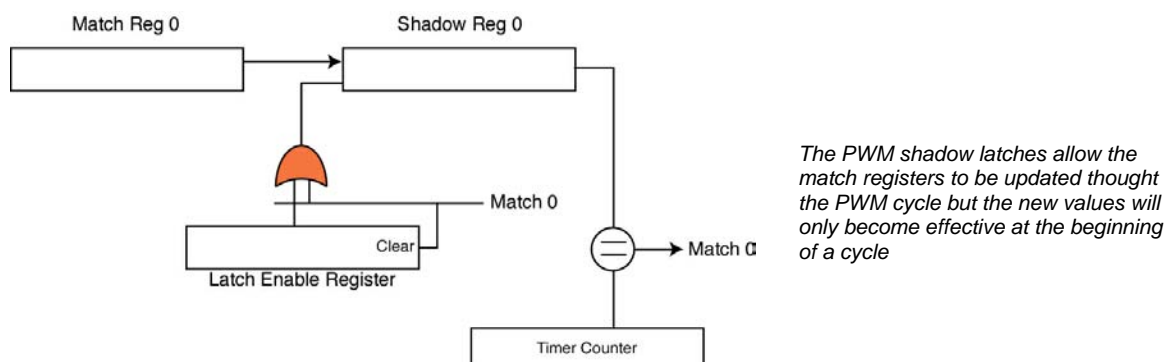 Match Reg 0
Shadow Reg 0
The PWM shadow latches allow the
match registers to be updated thought
the PWM cycle but the new values will
only become effective at the beginning
of a cycle
Match 0
Clear
Latch Enable Register
Match 0
Timer Counter